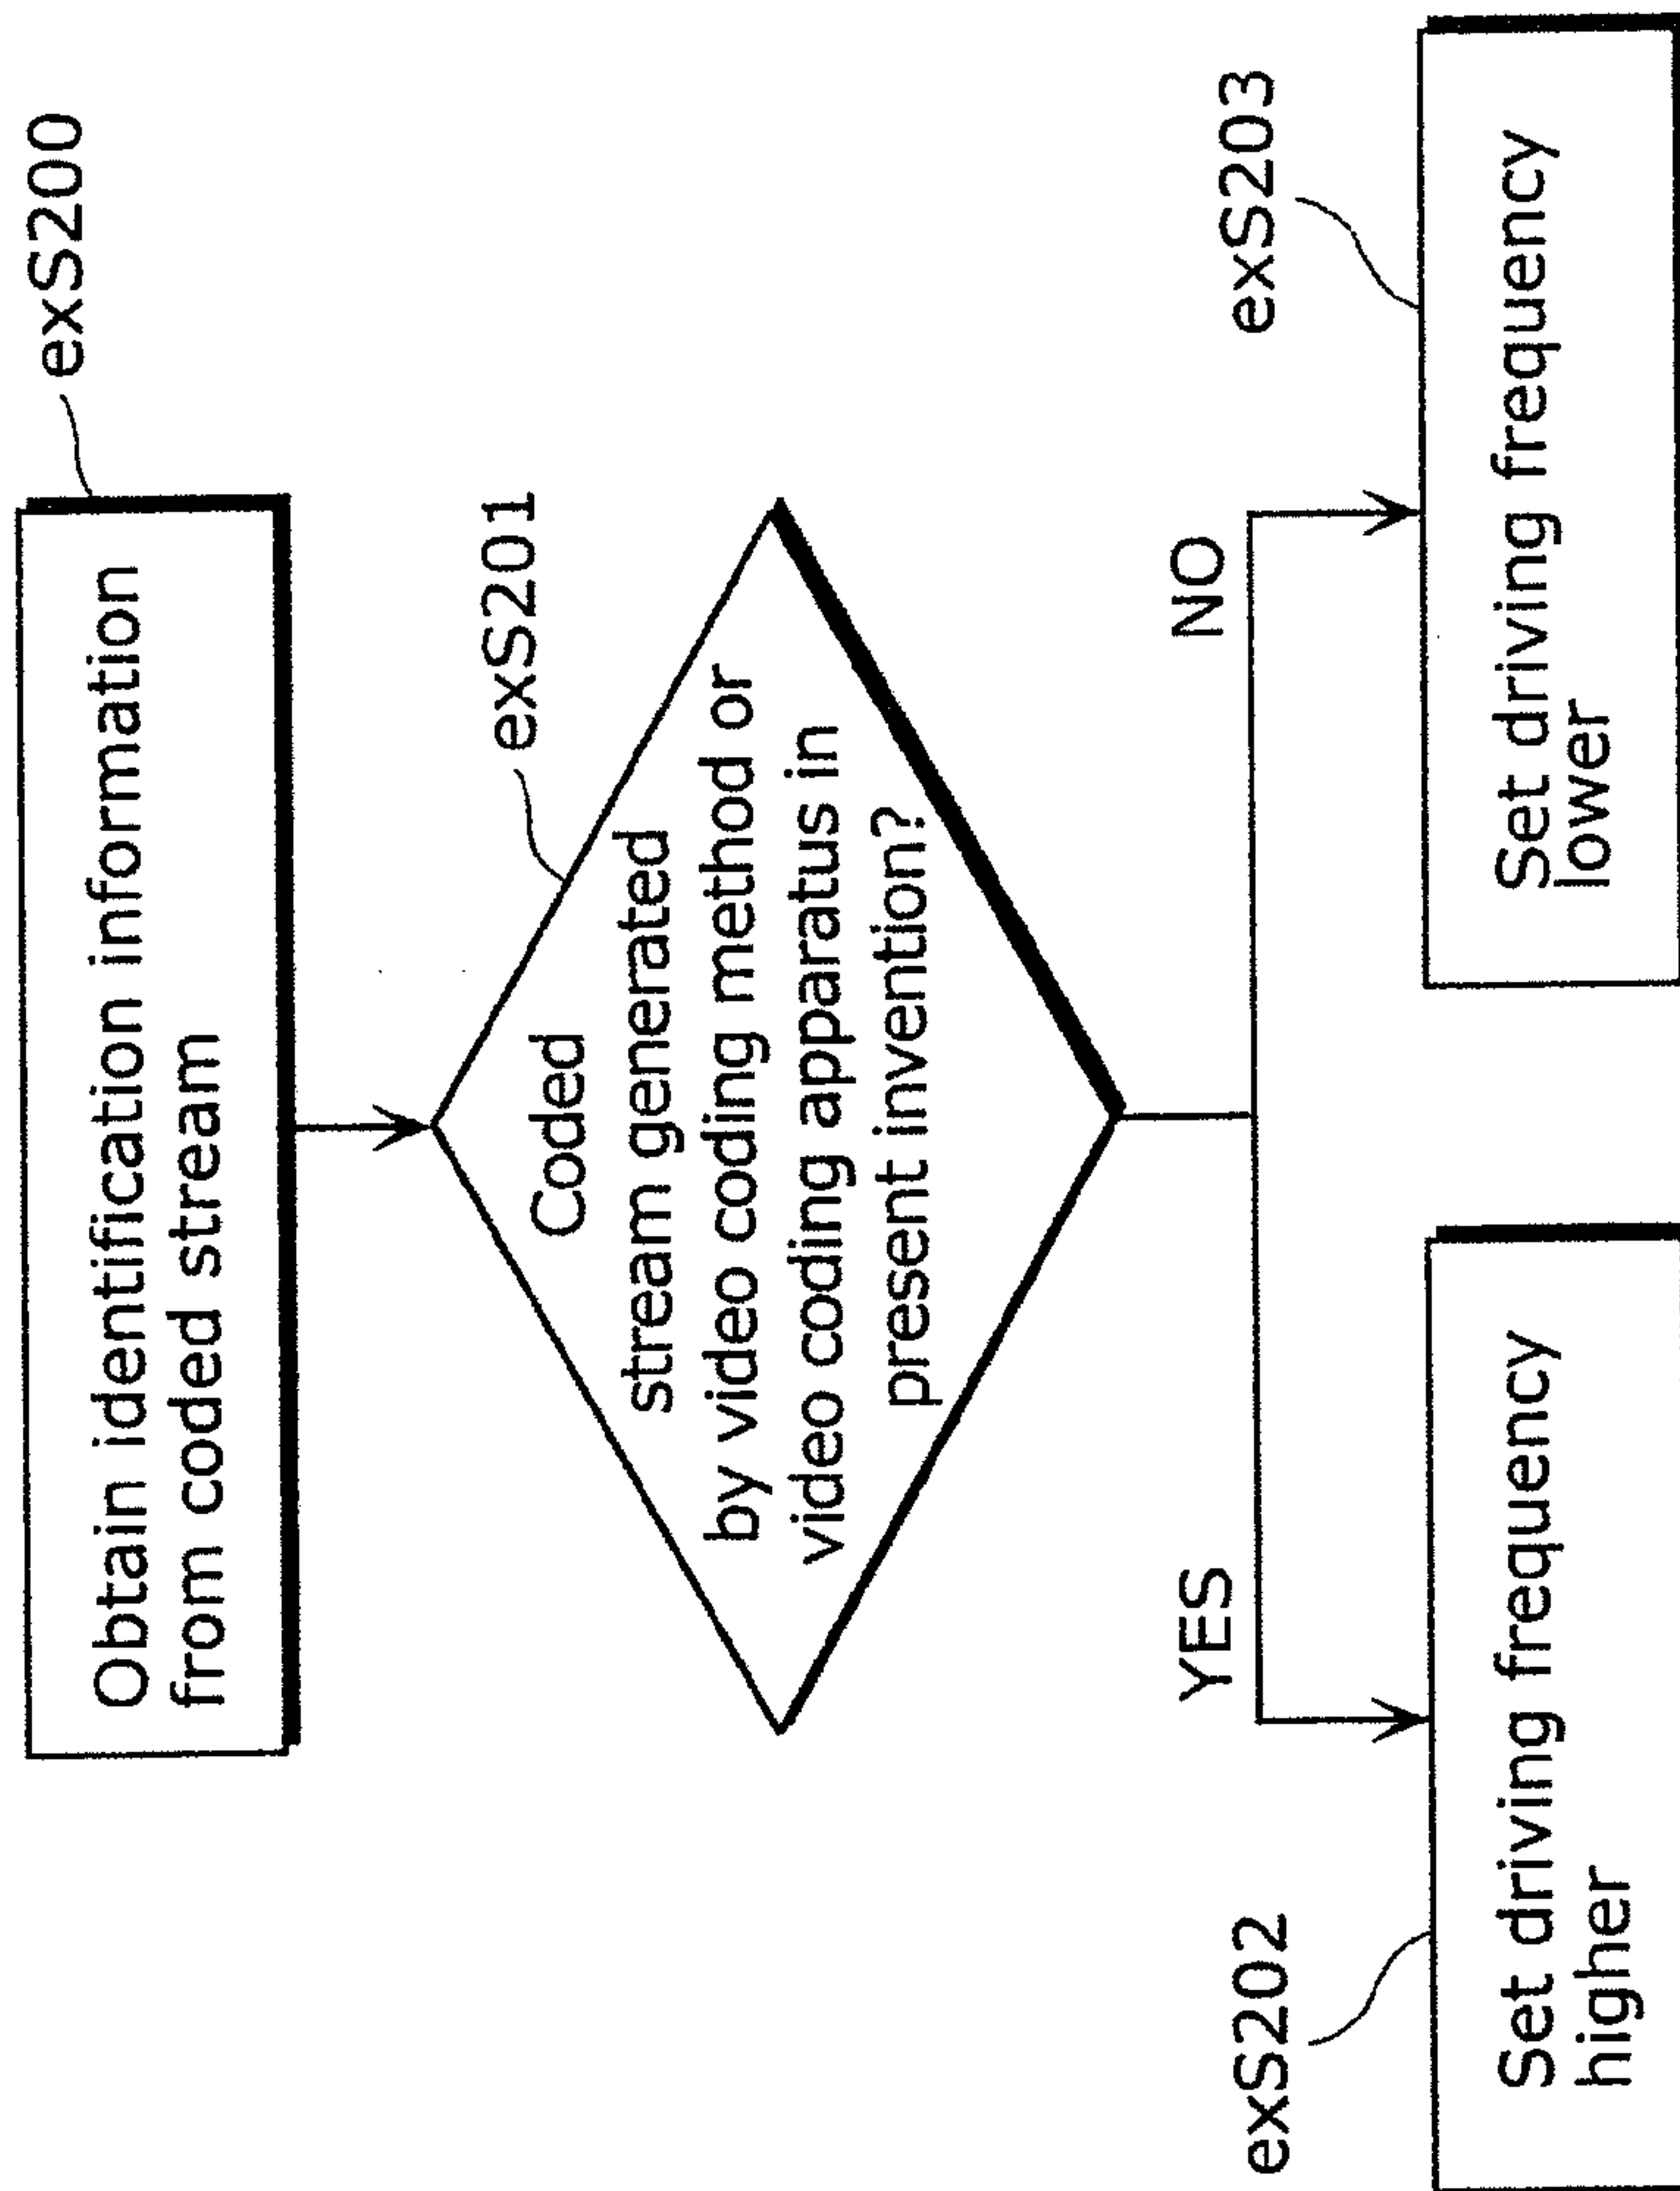 exS200
Obtain identification information
from coded stream
exS201
Coded
stream generated
by video coding method or
video coding apparatus in
present invention?
YES
NO
exS202
exS203
Set driving frequency
higher
Set driving frequency
lower